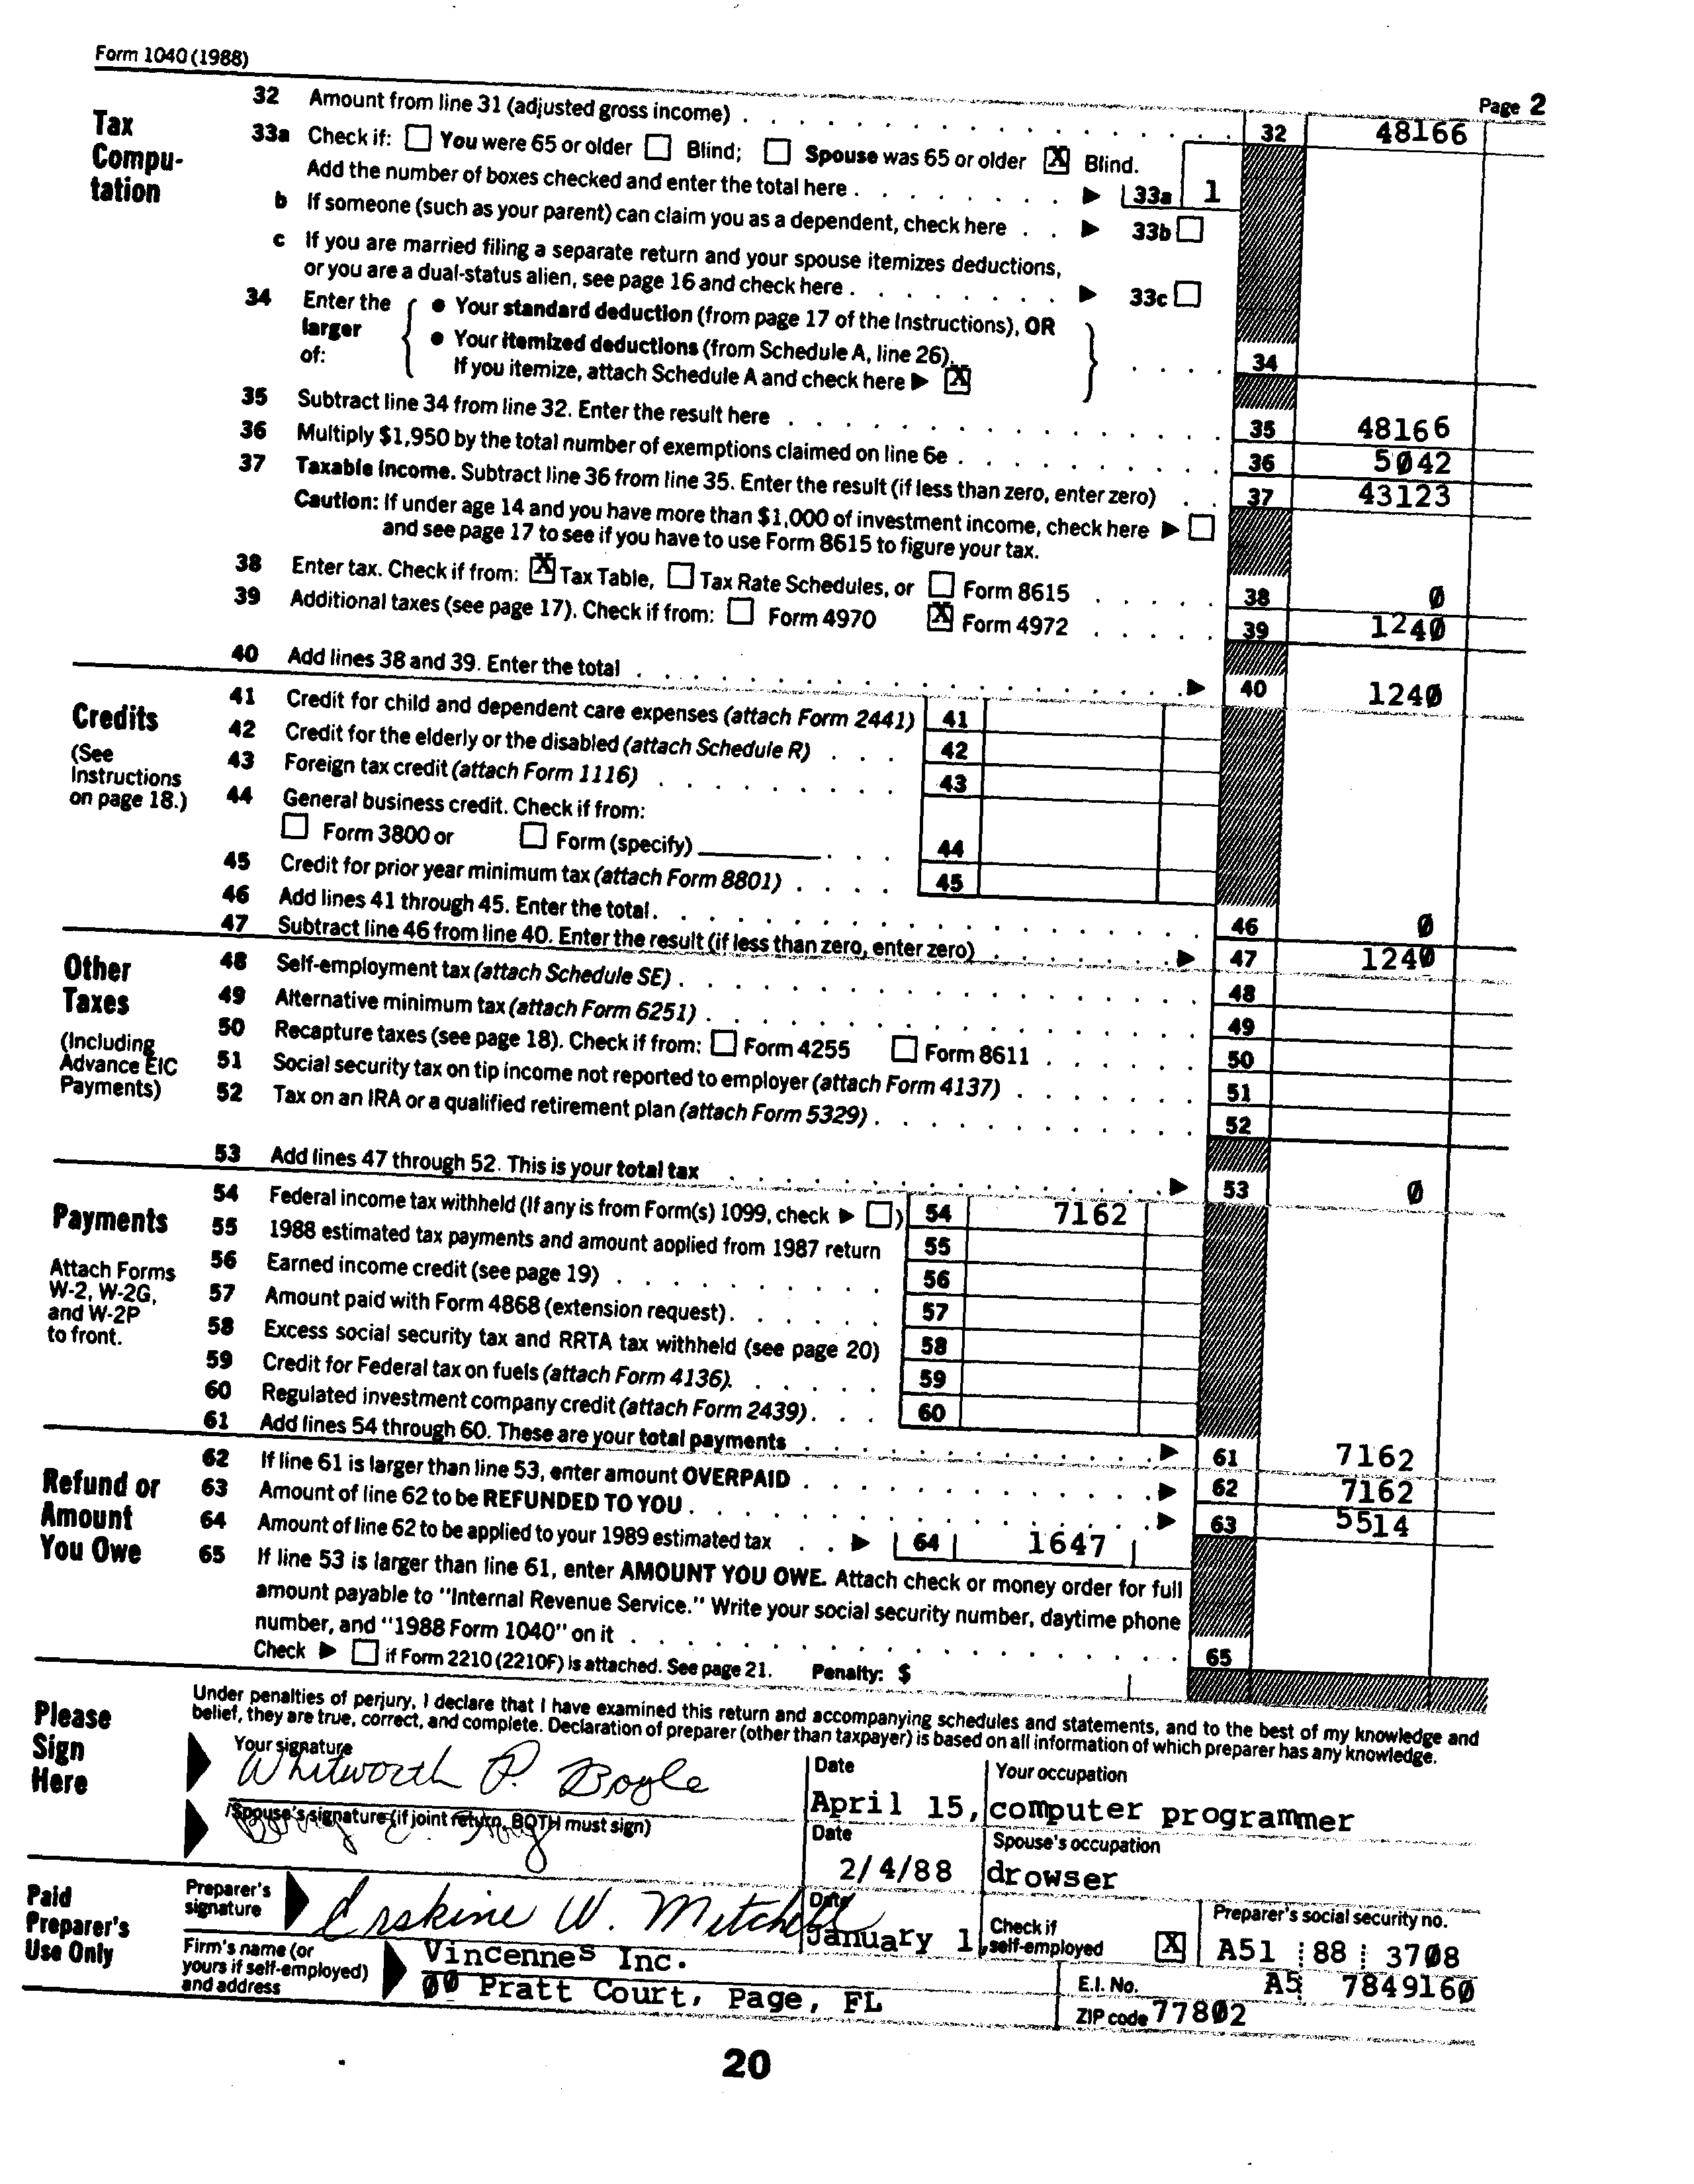 Form 1040 (1988)
Page 2
Tax Compu-tation
32 Amount from line 31 (adjusted gross income) . . . 32 48166
33a Check if: ☐ You were 65 or older ☐ Blind; ☐ Spouse was 65 or older ☒ Blind.
Add the number of boxes checked and enter the total here . . . ▶ 33a 1
b If someone (such as your parent) can claim you as a dependent, check here . . ▶ 33b ☐
c If you are married filing a separate return and your spouse itemizes deductions,
or you are a dual-status alien, see page 16 and check here . . . ▶ 33c ☐
34 Enter the larger of: { ● Your standard deduction (from page 17 of the Instructions), OR
● Your itemized deductions (from Schedule A, line 26).
If you itemize, attach Schedule A and check here ▶ ☒ } . . . . 34
35 Subtract line 34 from line 32. Enter the result here . . . 35 48166
36 Multiply $1,950 by the total number of exemptions claimed on line 6e . . . 36 5042
37 Taxable income. Subtract line 36 from line 35. Enter the result (if less than zero, enter zero) . . 37 43123
Caution: If under age 14 and you have more than $1,000 of investment income, check here ▶ ☐
and see page 17 to see if you have to use Form 8615 to figure your tax.
38 Enter tax. Check if from: ☒ Tax Table, ☐ Tax Rate Schedules, or ☐ Form 8615 . . . 38 0
39 Additional taxes (see page 17). Check if from: ☐ Form 4970 ☒ Form 4972 . . . 39 1240
40 Add lines 38 and 39. Enter the total . . . ▶ 40 1240
Credits
(See Instructions on page 18.)
41 Credit for child and dependent care expenses (attach Form 2441) 41
42 Credit for the elderly or the disabled (attach Schedule R) . . . 42
43 Foreign tax credit (attach Form 1116) . . . 43
44 General business credit. Check if from:
☐ Form 3800 or ☐ Form (specify) ______ . . . 44
45 Credit for prior year minimum tax (attach Form 8801) . . . . 45
46 Add lines 41 through 45. Enter the total . . . 46 0
47 Subtract line 46 from line 40. Enter the result (if less than zero, enter zero) . . . ▶ 47 1240
Other Taxes
(Including Advance EIC Payments)
48 Self-employment tax (attach Schedule SE) . . . 48
49 Alternative minimum tax (attach Form 6251) . . . 49
50 Recapture taxes (see page 18). Check if from: ☐ Form 4255 ☐ Form 8611 . . . 50
51 Social security tax on tip income not reported to employer (attach Form 4137) . . . 51
52 Tax on an IRA or a qualified retirement plan (attach Form 5329) . . . 52
53 Add lines 47 through 52. This is your total tax . . . ▶ 53 0
Payments
Attach Forms W-2, W-2G, and W-2P to front.
54 Federal income tax withheld (If any is from Form(s) 1099, check ▶ ☐) 54 7162
55 1988 estimated tax payments and amount applied from 1987 return 55
56 Earned income credit (see page 19) . . . 56
57 Amount paid with Form 4868 (extension request) . . . 57
58 Excess social security tax and RRTA tax withheld (see page 20) 58
59 Credit for Federal tax on fuels (attach Form 4136) . . . 59
60 Regulated investment company credit (attach Form 2439) . . . 60
61 Add lines 54 through 60. These are your total payments . . . ▶ 61 7162
Refund or Amount You Owe
62 If line 61 is larger than line 53, enter amount OVERPAID . . . ▶ 62 7162
63 Amount of line 62 to be REFUNDED TO YOU . . . ▶ 63 5514
64 Amount of line 62 to be applied to your 1989 estimated tax . . ▶ 64 1647
65 If line 53 is larger than line 61, enter AMOUNT YOU OWE. Attach check or money order for full
amount payable to "Internal Revenue Service." Write your social security number, daytime phone
number, and "1988 Form 1040" on it . . . 65
Check ▶ ☐ if Form 2210 (2210F) is attached. See page 21. Penalty: $
Please Sign Here
Under penalties of perjury, I declare that I have examined this return and accompanying schedules and statements, and to the best of my knowledge and
belief, they are true, correct, and complete. Declaration of preparer (other than taxpayer) is based on all information of which preparer has any knowledge.
Your signature Whitworth P. Boyle
Date April 15,
Your occupation computer programmer
Spouse's signature (if joint return, BOTH must sign)
Date 2/4/88
Spouse's occupation drowser
Paid Preparer's Use Only
Preparer's signature Erskine W. Mitchell
Date January 1,
Check if self-employed ☒
Preparer's social security no. A51 88 3708
Firm's name (or yours if self-employed) and address
Vincennes Inc.
00 Pratt Court, Page, FL
E.I. No. A5 7849160
ZIP code 77802
20